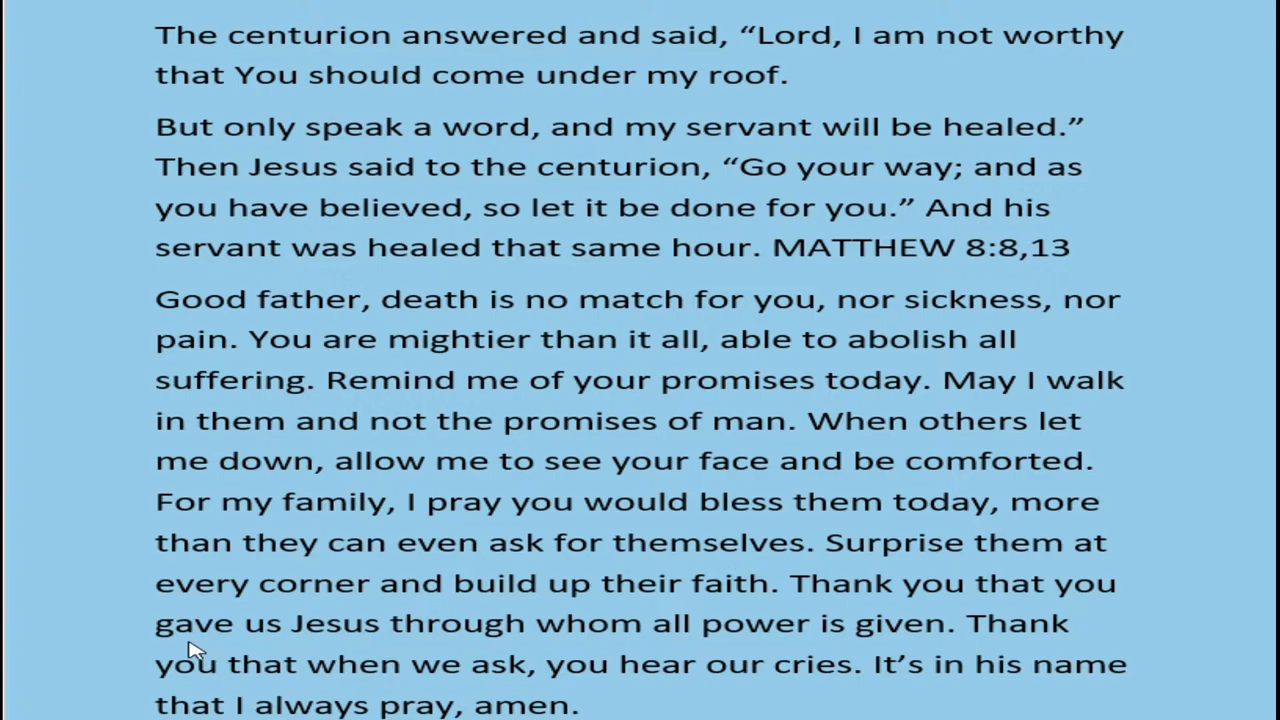 The centurion answered and said, “Lord, I am not worthy
that You should come under my roof.
But only speak a word, and my servant will be healed.”
Then Jesus said to the centurion, “Go your way; and as
you have believed, so let it be done for you.” And his
servant was healed that same hour. MATTHEW 8:8,13
Good father, death is no match for you, nor sickness, nor
pain. You are mightier than it all, able to abolish all
suffering. Remind me of your promises today. May I walk
in them and not the promises of man. When others let
me down, allow me to see your face and be comforted.
For my family, I pray you would bless them today, more
than they can even ask for themselves. Surprise them at
every corner and build up their faith. Thank you that you
gave us Jesus through whom all power is given. Thank
you that when we ask, you hear our cries. It’s in his name
that I always pray, amen.